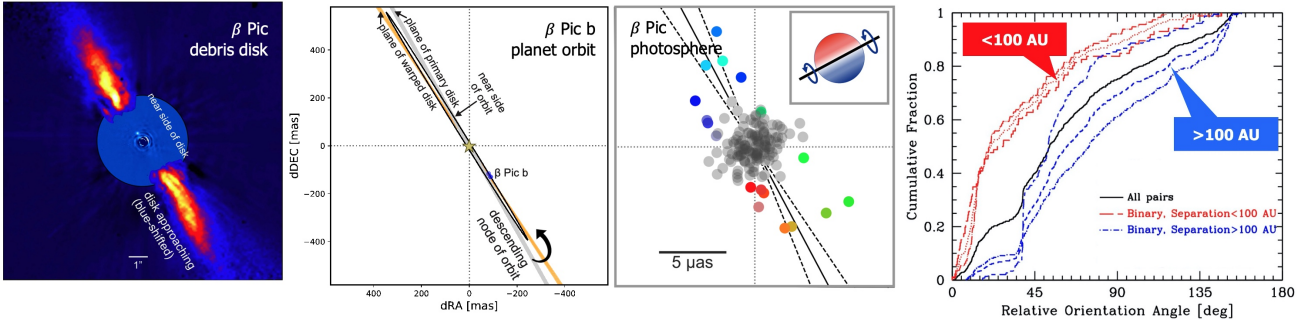 β Pic
debris disk
near side of disk
disk approaching
(blue-shifted)
1"
β Pic b
planet orbit
plane of primary disk
plane of warped disk
near side
of orbit
β Pic b
descending
node of orbit
dDEC [mas]
400
200
0
−200
−400
400
200
0
−200
−400
dRA [mas]
β Pic
photosphere
5 μas
<100 AU
>100 AU
All pairs
Binary, Separation<100 AU
Binary, Separation>100 AU
Cumulative Fraction
1
0.8
0.6
0.4
0.2
0
0
45
90
135
180
Relative Orientation Angle [deg]